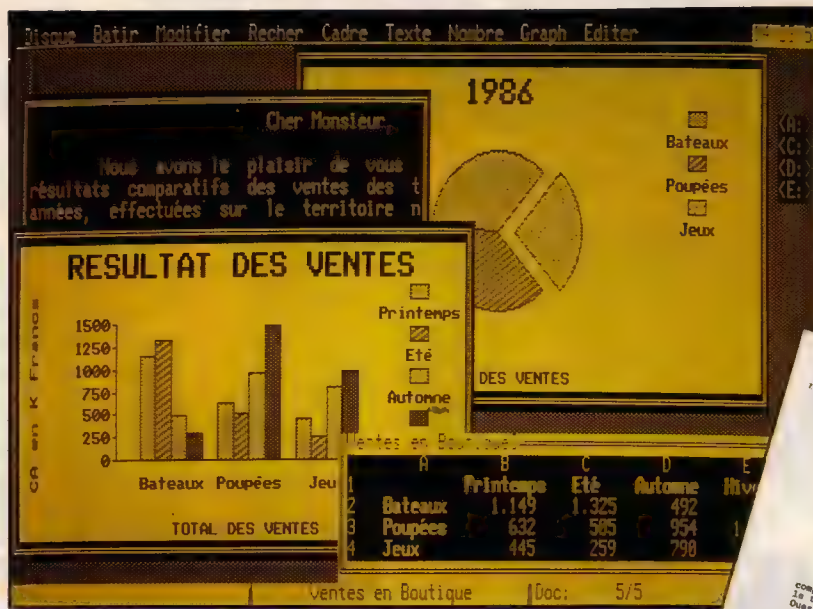 Disque Batir Modifier Recher Cadre Texte Nombre Graph Editer
1986
Bateaux
Poupées
Jeux
DES VENTES
<A:>
<C:>
<D:>
<E:>
Cher Monsieur,
Nous avons le plaisir de vous
résultats comparatifs des ventes des t
années, effectuées sur le territoire n
RESULTAT DES VENTES
CA en K Francs
1500
1250
1000
750
500
250
0
Bateaux Poupées Jeu
TOTAL DES VENTES
Printemps
Eté
Automne
Ventes en Boutique
A B C D E
1 Printemps Eté Automne Hive
2 Bateaux 1.149 1.325 492
3 Poupées 632 505 954 1
4 Jeux 445 259 790
Ventes en Boutique Doc: 5/5